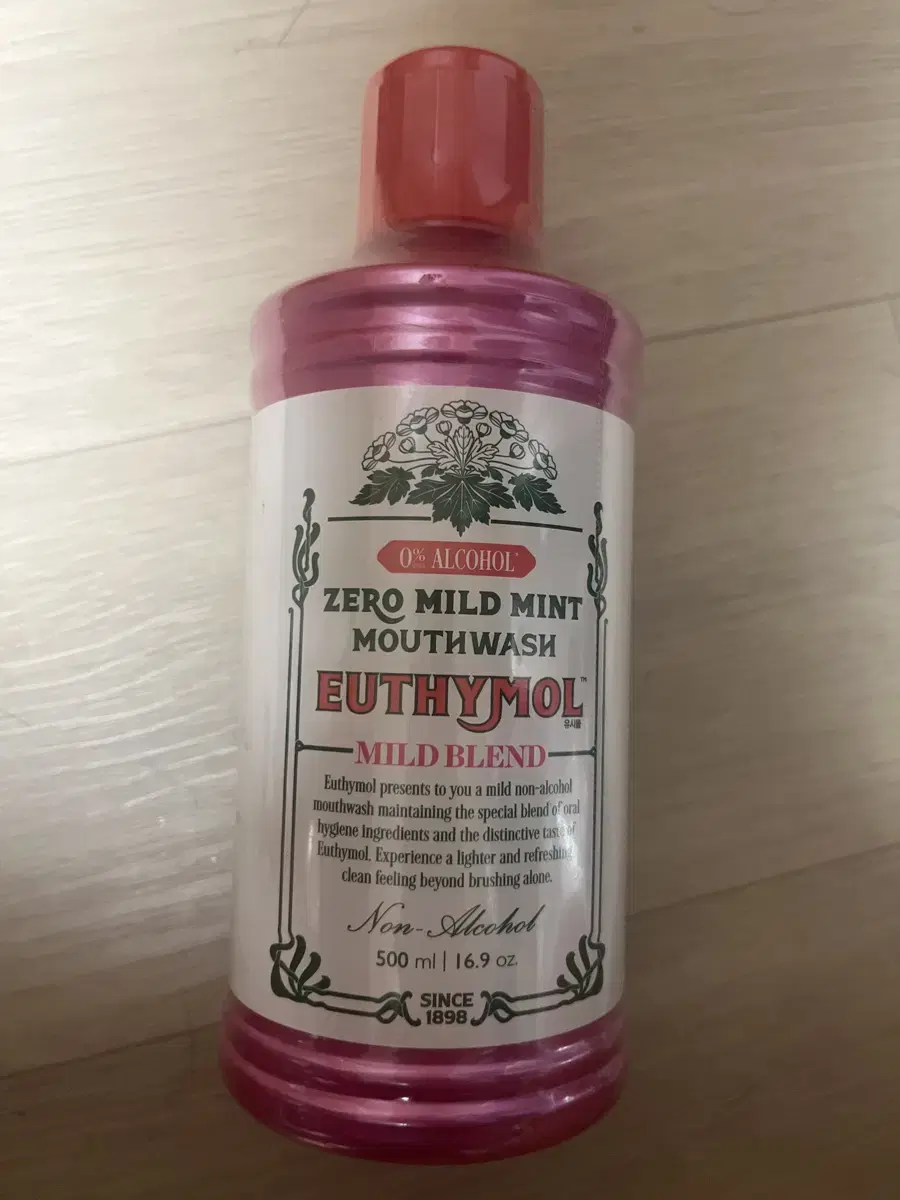 0% ALCOHOL*
ZERO MILD MINT
MOUTHWASH
EUTHYMOL™
유시몰
MILD BLEND
Euthymol presents to you a mild non-alcohol
mouthwash maintaining the special blend of oral
hygiene ingredients and the distinctive taste of
Euthymol. Experience a lighter and refreshing
clean feeling beyond brushing alone.
Non-Alcohol
500 ml | 16.9 oz.
SINCE
1898